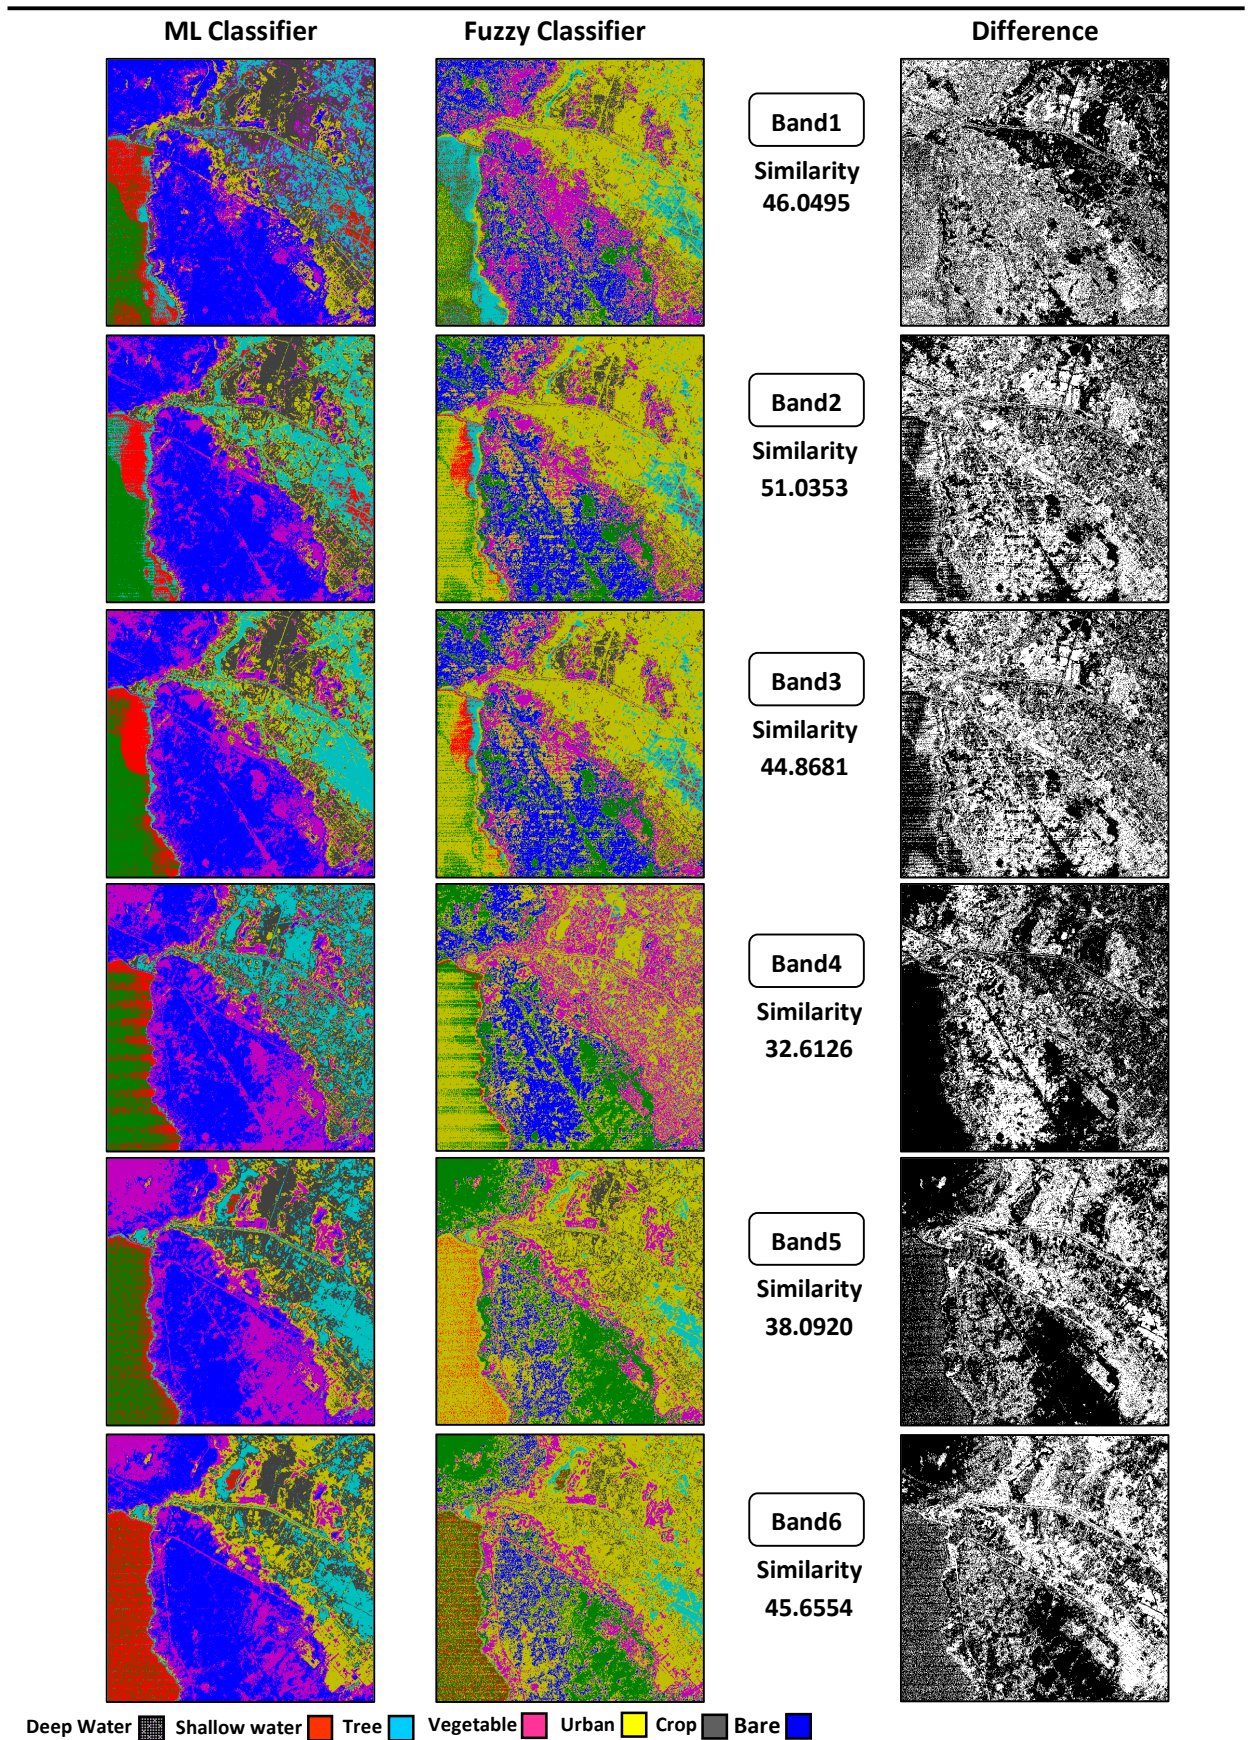 ML Classifier Fuzzy Classifier Difference
Band1
Similarity
46.0495
Band2
Similarity
51.0353
Band3
Similarity
44.8681
Band4
Similarity
32.6126
Band5
Similarity
38.0920
Band6
Similarity
45.6554
Deep Water Shallow water Tree Vegetable Urban Crop Bare